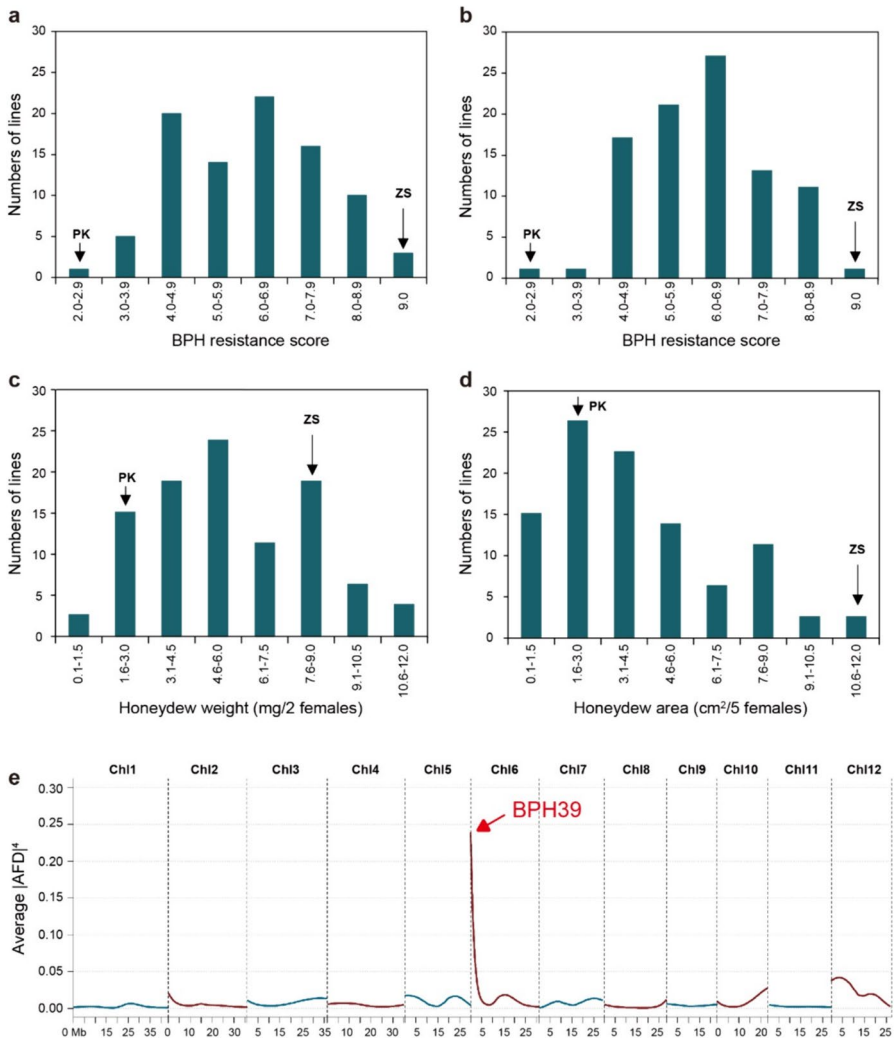 a
30
25
20
15
10
5
0
Numbers of lines
PK
ZS
2.0-2.9
3.0-3.9
4.0-4.9
5.0-5.9
6.0-6.9
7.0-7.9
8.0-8.9
9.0
BPH resistance score
b
30
25
20
15
10
5
0
Numbers of lines
PK
ZS
2.0-2.9
3.0-3.9
4.0-4.9
5.0-5.9
6.0-6.9
7.0-7.9
8.0-8.9
9.0
BPH resistance score
c
30
25
20
15
10
5
0
Numbers of lines
PK
ZS
0.1-1.5
1.6-3.0
3.1-4.5
4.6-6.0
6.1-7.5
7.6-9.0
9.1-10.5
10.6-12.0
Honeydew weight (mg/2 females)
d
30
25
20
15
10
5
0
Numbers of lines
PK
ZS
0.1-1.5
1.6-3.0
3.1-4.5
4.6-6.0
6.1-7.5
7.6-9.0
9.1-10.5
10.6-12.0
Honeydew area (cm²/5 females)
e
Chl1 Chl2 Chl3 Chl4 Chl5 Chl6 Chl7 Chl8 Chl9 Chl10 Chl11 Chl12
0.30
0.25
0.20
0.15
0.10
0.05
0.00
Average |AFD|⁴
BPH39
0 Mb 15 25 35 0 10 20 30 5 15 25 35 10 20 30 5 15 25 5 15 25 5 15 25 5 15 25 5 15 0 10 20 5 15 25 5 15 25